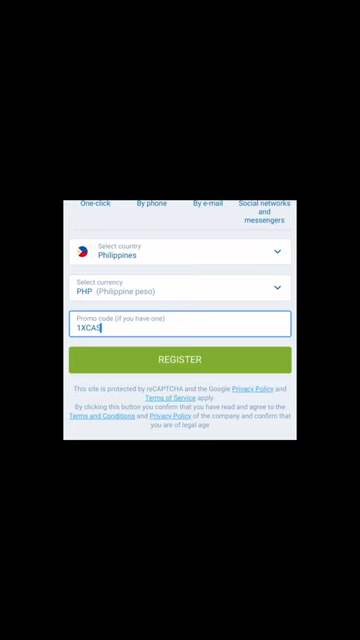 One-click
By phone
By e-mail
Social networks
and
messengers
Select country
Philippines
Select currency
PHP (Philippine peso)
Promo code (if you have one)
1XCAS
REGISTER
This site is protected by reCAPTCHA and the Google Privacy Policy and
Terms of Service apply.
By clicking this button you confirm that you have read and agree to the
Terms and Conditions and Privacy Policy of the company and confirm that
you are of legal age